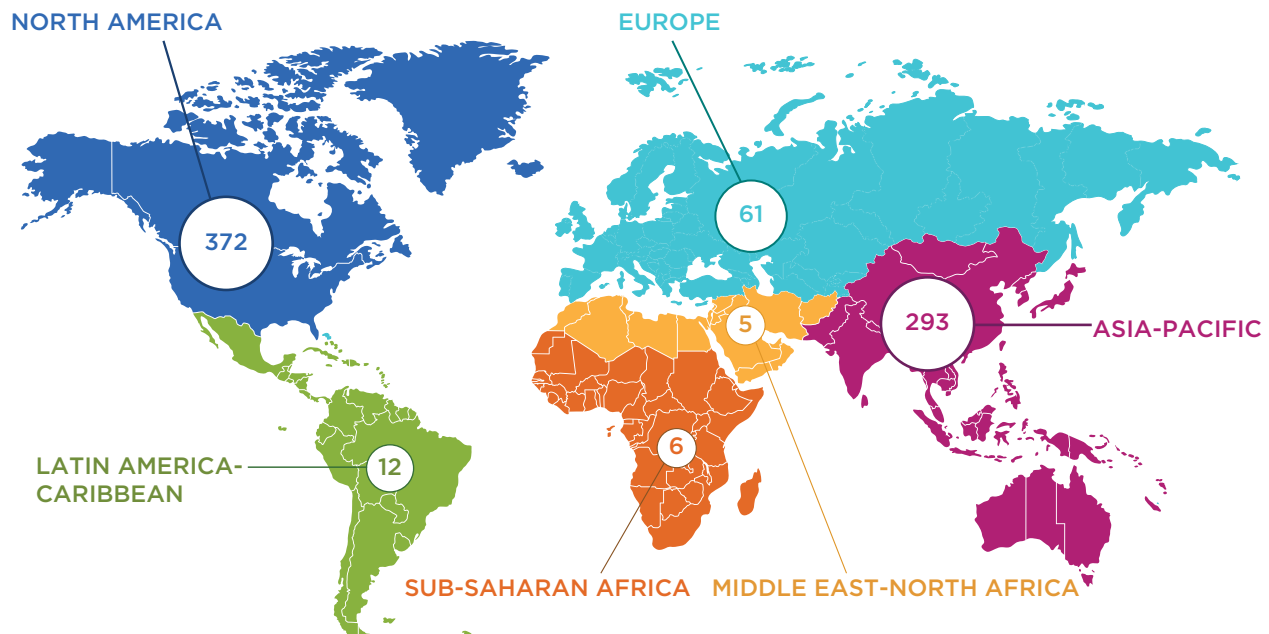 NORTH AMERICA
EUROPE
372
61
5
293
ASIA-PACIFIC
6
LATIN AMERICA-
CARIBBEAN
12
SUB-SAHARAN AFRICA
MIDDLE EAST-NORTH AFRICA